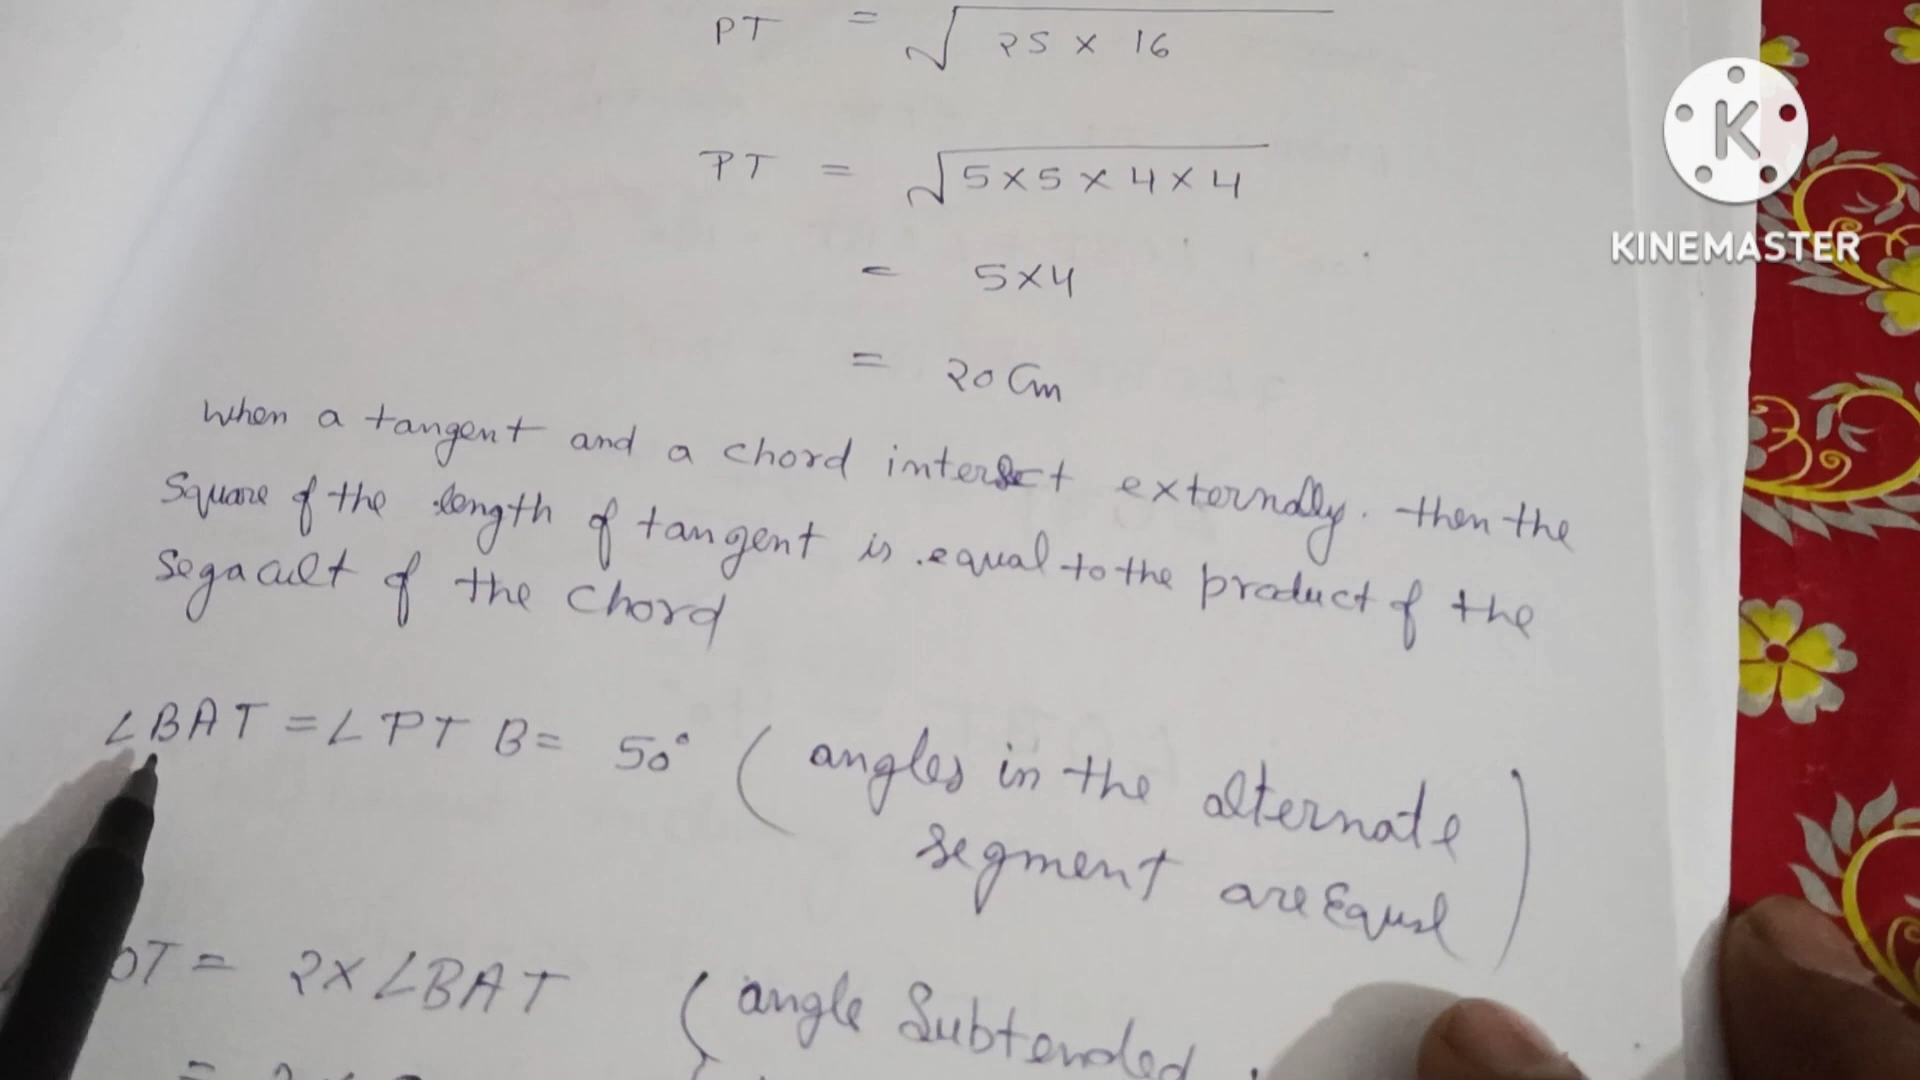 PT = √25 × 16
K
KINEMASTER
PT = √5×5×4×4
= 5×4
= 20 Cm
When a tangent and a chord intersect externally. then the
Square of the length of tangent is equal to the product of the
of the chord
∠BAT = ∠PTB = 50° (angles in the alternate
segment are Equal)
OT = 2×∠BAT (angle Subtended